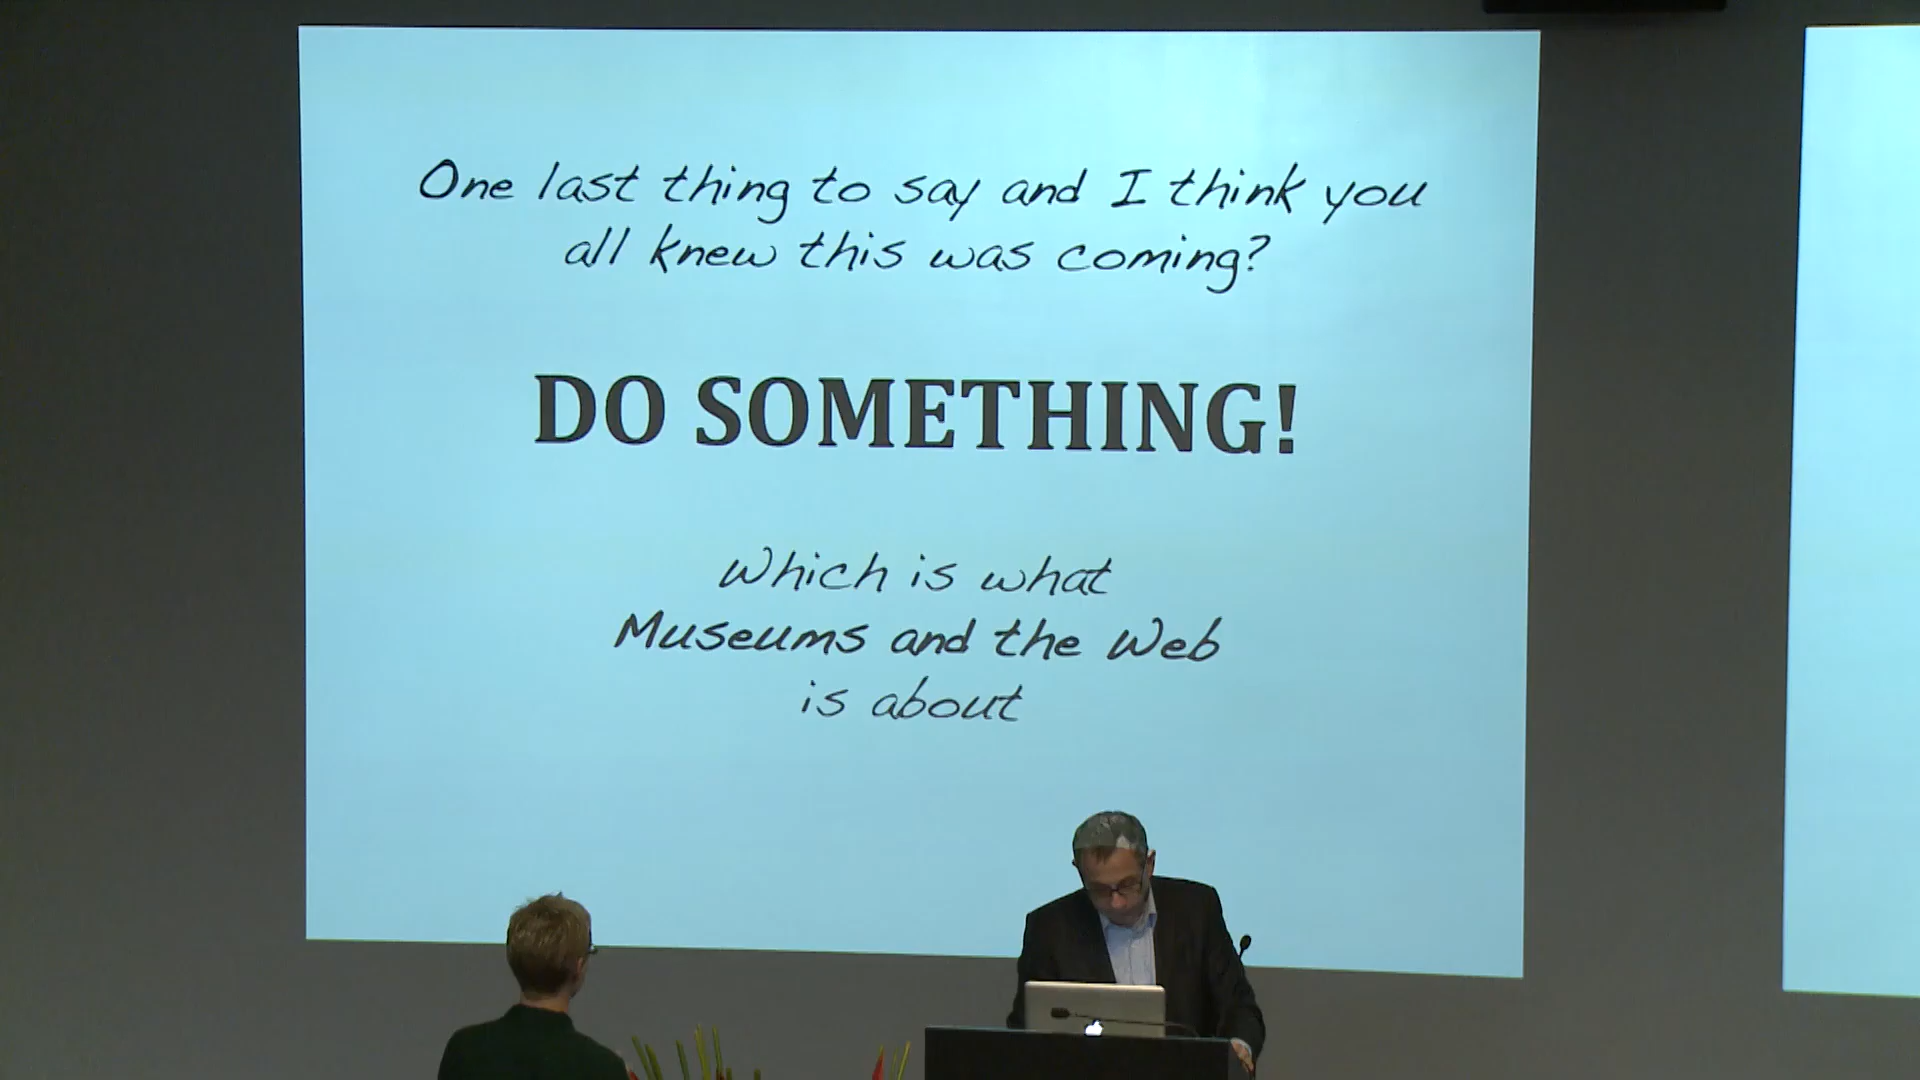 One last thing to say and I think you
all knew this was coming?
DO SOMETHING!
Which is what
Museums and the Web
is about